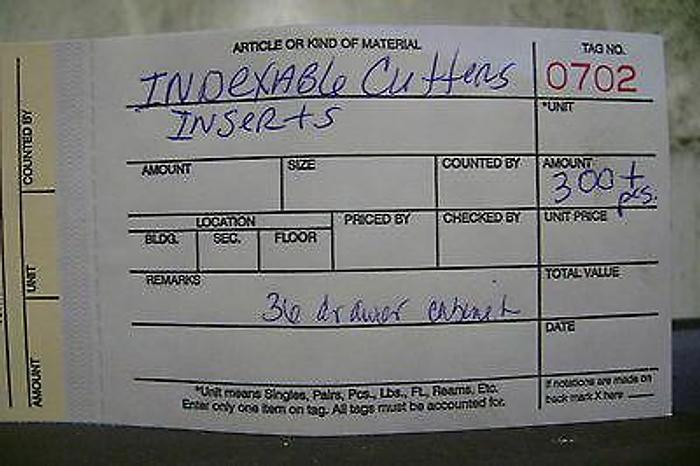 ARTICLE OR KIND OF MATERIAL
INDEXABLE Cutters
INSERTS
TAG NO.
0702
*UNIT
AMOUNT
SIZE
COUNTED BY
AMOUNT
300+
pcs.
LOCATION
BLDG.
SEC.
FLOOR
PRICED BY
CHECKED BY
UNIT PRICE
REMARKS
36 drawer cabinet
TOTAL VALUE
DATE
*Unit means Singles, Pairs, Pcs., Lbs., Ft., Reams, Etc.
Enter only one item on tag. All tags must be accounted for.
If notations are made on
back mark X here
COUNTED BY
UNIT
AMOUNT